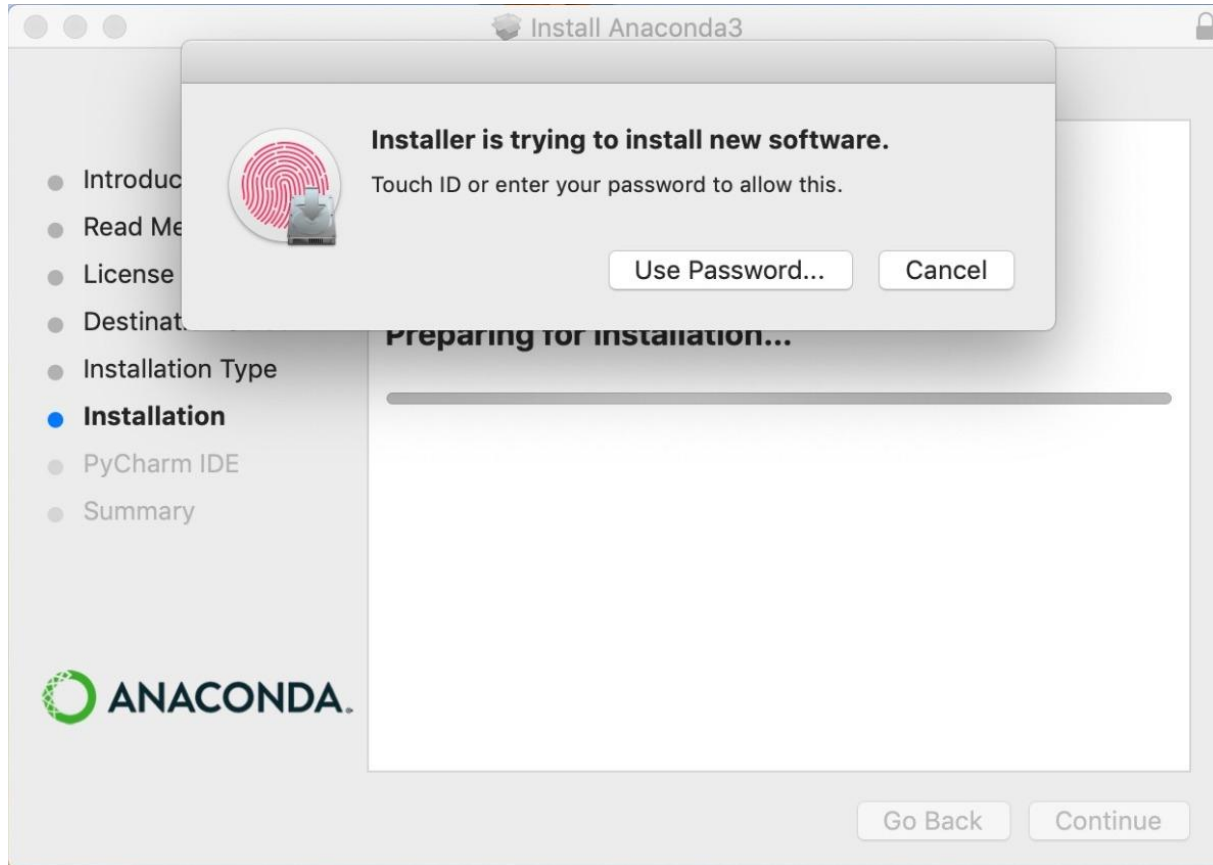 Install Anaconda3
Installer is trying to install new software.
Touch ID or enter your password to allow this.
Use Password...
Cancel
Introduc
Read Me
License
Destinat
Installation Type
Installation
PyCharm IDE
Summary
Preparing for installation...
ANACONDA.
Go Back
Continue